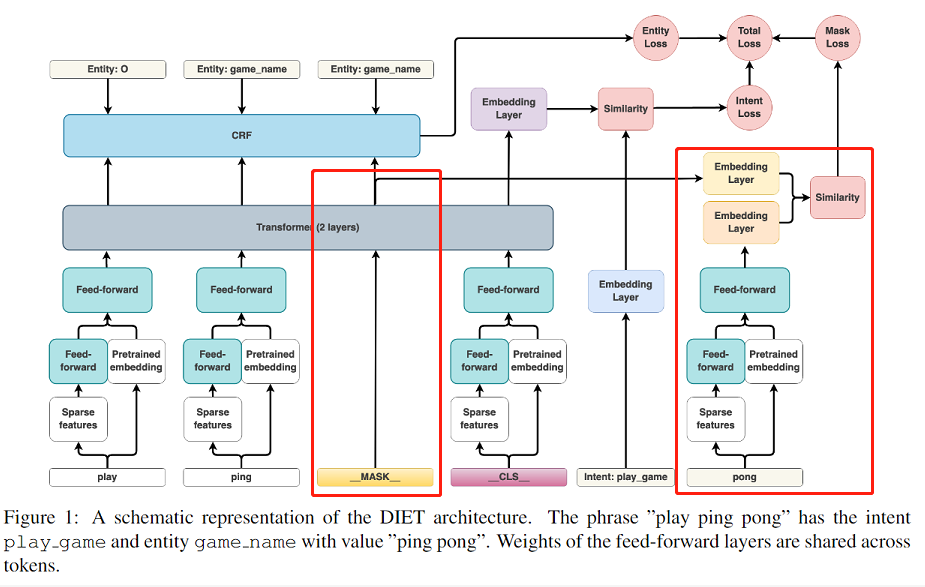 Entity Loss
Total Loss
Mask Loss
Entity: O
Entity: game_name
Entity: game_name
Embedding Layer
Similarity
Intent Loss
CRF
Embedding Layer
Similarity
Embedding Layer
Transformer (2 layers)
Feed-forward
Feed-forward
Feed-forward
Embedding Layer
Feed-forward
Feed-forward
Pretrained embedding
Feed-forward
Pretrained embedding
Feed-forward
Pretrained embedding
Feed-forward
Pretrained embedding
Sparse features
Sparse features
Sparse features
Sparse features
play
ping
__MASK__
__CLS__
Intent: play_game
pong
Figure 1: A schematic representation of the DIET architecture. The phrase ”play ping pong” has the intent
play_game and entity game_name with value ”ping pong”. Weights of the feed-forward layers are shared across
tokens.